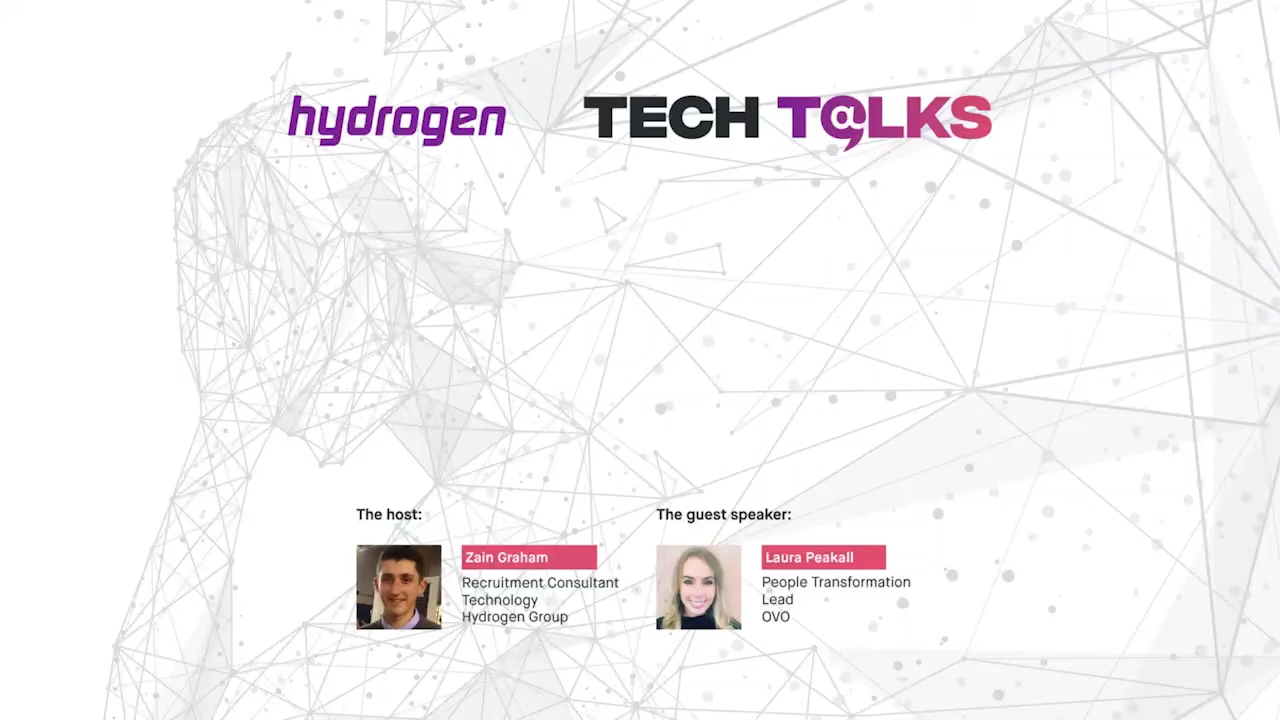 hydrogen TECH T@LKS
The host:
Zain Graham
Recruitment Consultant
Technology
Hydrogen Group
The guest speaker:
Laura Peakall
People Transformation
Lead
OVO